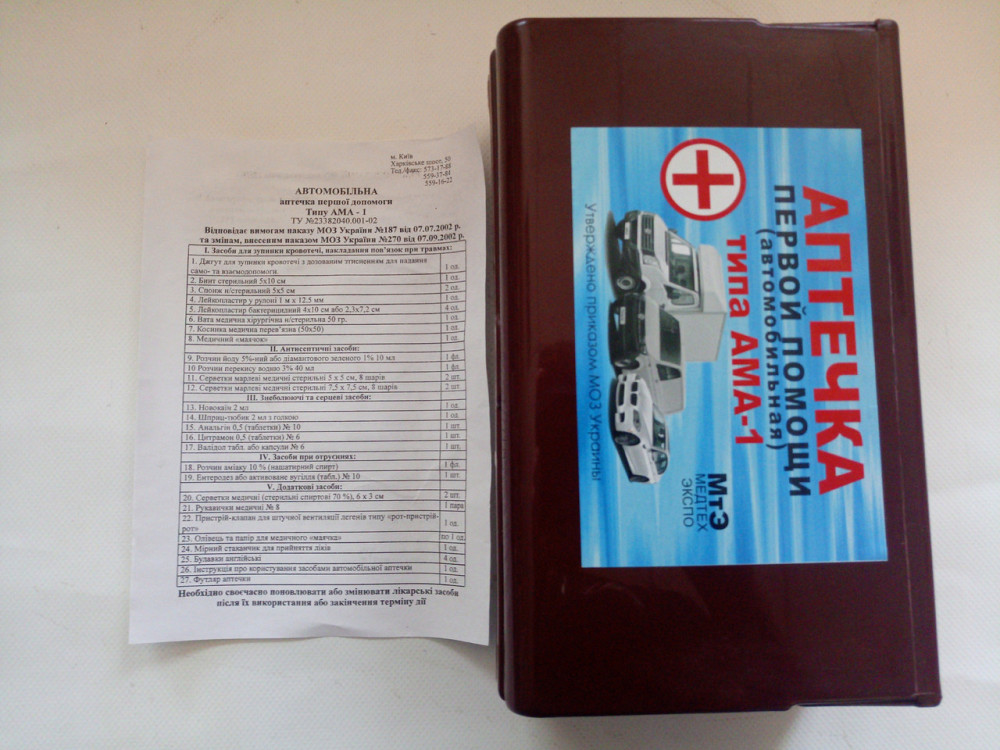 м. Київ
Харківське шосе, 50
Тел./факс: 573-17-88
559-37-88
559-16-22
АВТОМОБІЛЬНА
аптечка першої допомоги
Типу АМА - 1
ТУ №23382040.001-02
Відповідає вимогам наказу МОЗ України №187 від 07.07.2002 р.
та змінам, внесеним наказом МОЗ України №270 від 07.09.2002 р.
І. Засоби для зупинки кровотечі, накладання пов'язок при травмах:
1. Джгут для зупинки кровотечі з дозованим стисненням для надання
само- та взаємодопомоги. 1 од.
2. Бинт стерильний 5х10 см 1 од.
3. Спонж н/стерильний 5х5 см 2 од.
4. Лейкопластир у рулоні 1 м х 12,5 мм 1 од.
5. Лейкопластир бактерицидний 4х10 см або 2,3х7,2 см 4 од.
6. Вата медична хірургічна н/стерильна 50 гр. 1 од.
7. Косинка медична перев'язна (50х50) 1 од.
8. Медичний «маячок» 1 од.
ІІ. Антисептичні засоби:
9. Розчин йоду 5%-ний або діамантового зеленого 1% 10 мл 1 фл.
10 Розчин перекису водню 3% 40 мл 1 фл.
11. Серветки марлеві медичні стерильні 5 х 5 см, 8 шарів 2 шт.
12. Серветки марлеві медичні стерильні 7,5 х 7,5 см, 8 шарів 2 шт.
ІІІ. Знеболюючі та серцеві засоби:
13. Новокаїн 2 мл 1 од.
14. Шприц-тюбик 2 мл з голкою 1 од.
15. Анальгін 0,5 (таблетки) № 10 1 шт.
16. Цитрамон 0,5 (таблетки) № 6 1 шт.
17. Валідол табл. або капсули № 6 1 шт.
IV. Засоби при отруєннях:
18. Розчин аміаку 10 % (нашатирний спирт) 1 фл.
19. Ентеродез або активоване вугілля (табл.) № 10 1 шт.
V. Додаткові засоби:
20. Серветки медичні (стерильні спиртові 70 %), 6 х 3 см 2 шт.
21. Рукавички медичні № 8 1 пара
22. Пристрій-клапан для штучної вентиляції легенів типу «рот-пристрій-
рот» 1 од.
23. Олівець та папір для медичного «маячка» по 1 од.
24. Мірний стаканчик для прийняття ліків 1 од.
25. Булавки англійські 4 од.
26. Інструкція про користування засобами автомобільної аптечки 1 од.
27. Футляр аптечки 1 од.
Необхідно своєчасно поновлювати або змінювати лікарські засоби
після їх використання або закінчення терміну дії
АПТЕЧКА
ПЕРВОЙ ПОМОЩИ
(автомобильная)
типа АМА-1
Утверждено приказом МОЗ Украины
МтЭ
МЕДТЕХ
ЭКСПО